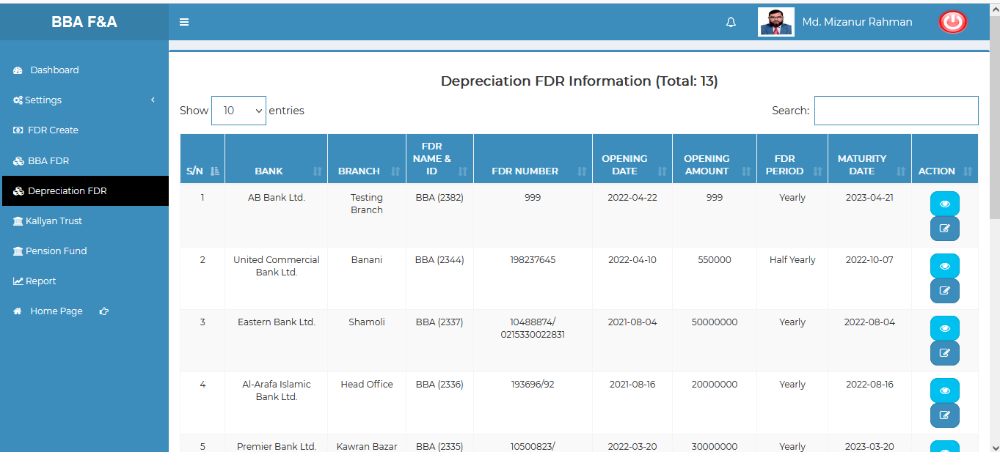 BBA F&A
Md. Mizanur Rahman
Dashboard
Settings
FDR Create
BBA FDR
Depreciation FDR
Kallyan Trust
Pension Fund
Report
Home Page
Depreciation FDR Information (Total: 13)
Show 10 entries
Search:
S/N BANK BRANCH FDR NAME & ID FDR NUMBER OPENING DATE OPENING AMOUNT FDR PERIOD MATURITY DATE ACTION
1 AB Bank Ltd. Testing Branch BBA (2382) 999 2022-04-22 999 Yearly 2023-04-21
2 United Commercial Bank Ltd. Banani BBA (2344) 198237645 2022-04-10 550000 Half Yearly 2022-10-07
3 Eastern Bank Ltd. Shamoli BBA (2337) 10488874/ 0215330022831 2021-08-04 50000000 Yearly 2022-08-04
4 Al-Arafa Islamic Bank Ltd. Head Office BBA (2336) 193696/92 2021-08-16 20000000 Yearly 2022-08-16
5 Premier Bank Ltd. Kawran Bazar BBA (2335) 10500823/ 2022-03-20 30000000 Yearly 2023-03-20